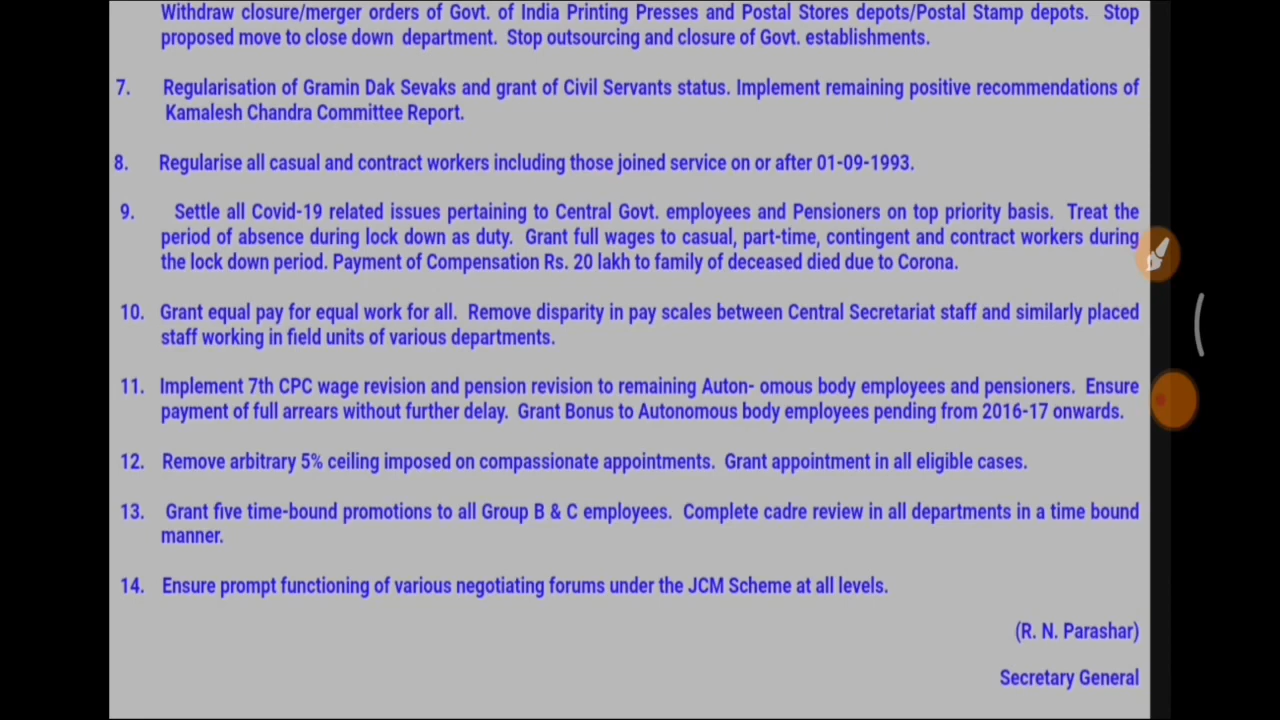 Withdraw closure/merger orders of Govt. of India Printing Presses and Postal Stores depots/Postal Stamp depots. Stop
proposed move to close down department. Stop outsourcing and closure of Govt. establishments.
7. Regularisation of Gramin Dak Sevaks and grant of Civil Servants status. Implement remaining positive recommendations of
Kamalesh Chandra Committee Report.
8. Regularise all casual and contract workers including those joined service on or after 01-09-1993.
9. Settle all Covid-19 related issues pertaining to Central Govt. employees and Pensioners on top priority basis. Treat the
period of absence during lock down as duty. Grant full wages to casual, part-time, contingent and contract workers during
the lock down period. Payment of Compensation Rs. 20 lakh to family of deceased died due to Corona.
10. Grant equal pay for equal work for all. Remove disparity in pay scales between Central Secretariat staff and similarly placed
staff working in field units of various departments.
11. Implement 7th CPC wage revision and pension revision to remaining Auton- omous body employees and pensioners. Ensure
payment of full arrears without further delay. Grant Bonus to Autonomous body employees pending from 2016-17 onwards.
12. Remove arbitrary 5% ceiling imposed on compassionate appointments. Grant appointment in all eligible cases.
13. Grant five time-bound promotions to all Group B & C employees. Complete cadre review in all departments in a time bound
manner.
14. Ensure prompt functioning of various negotiating forums under the JCM Scheme at all levels.
(R. N. Parashar)
Secretary General